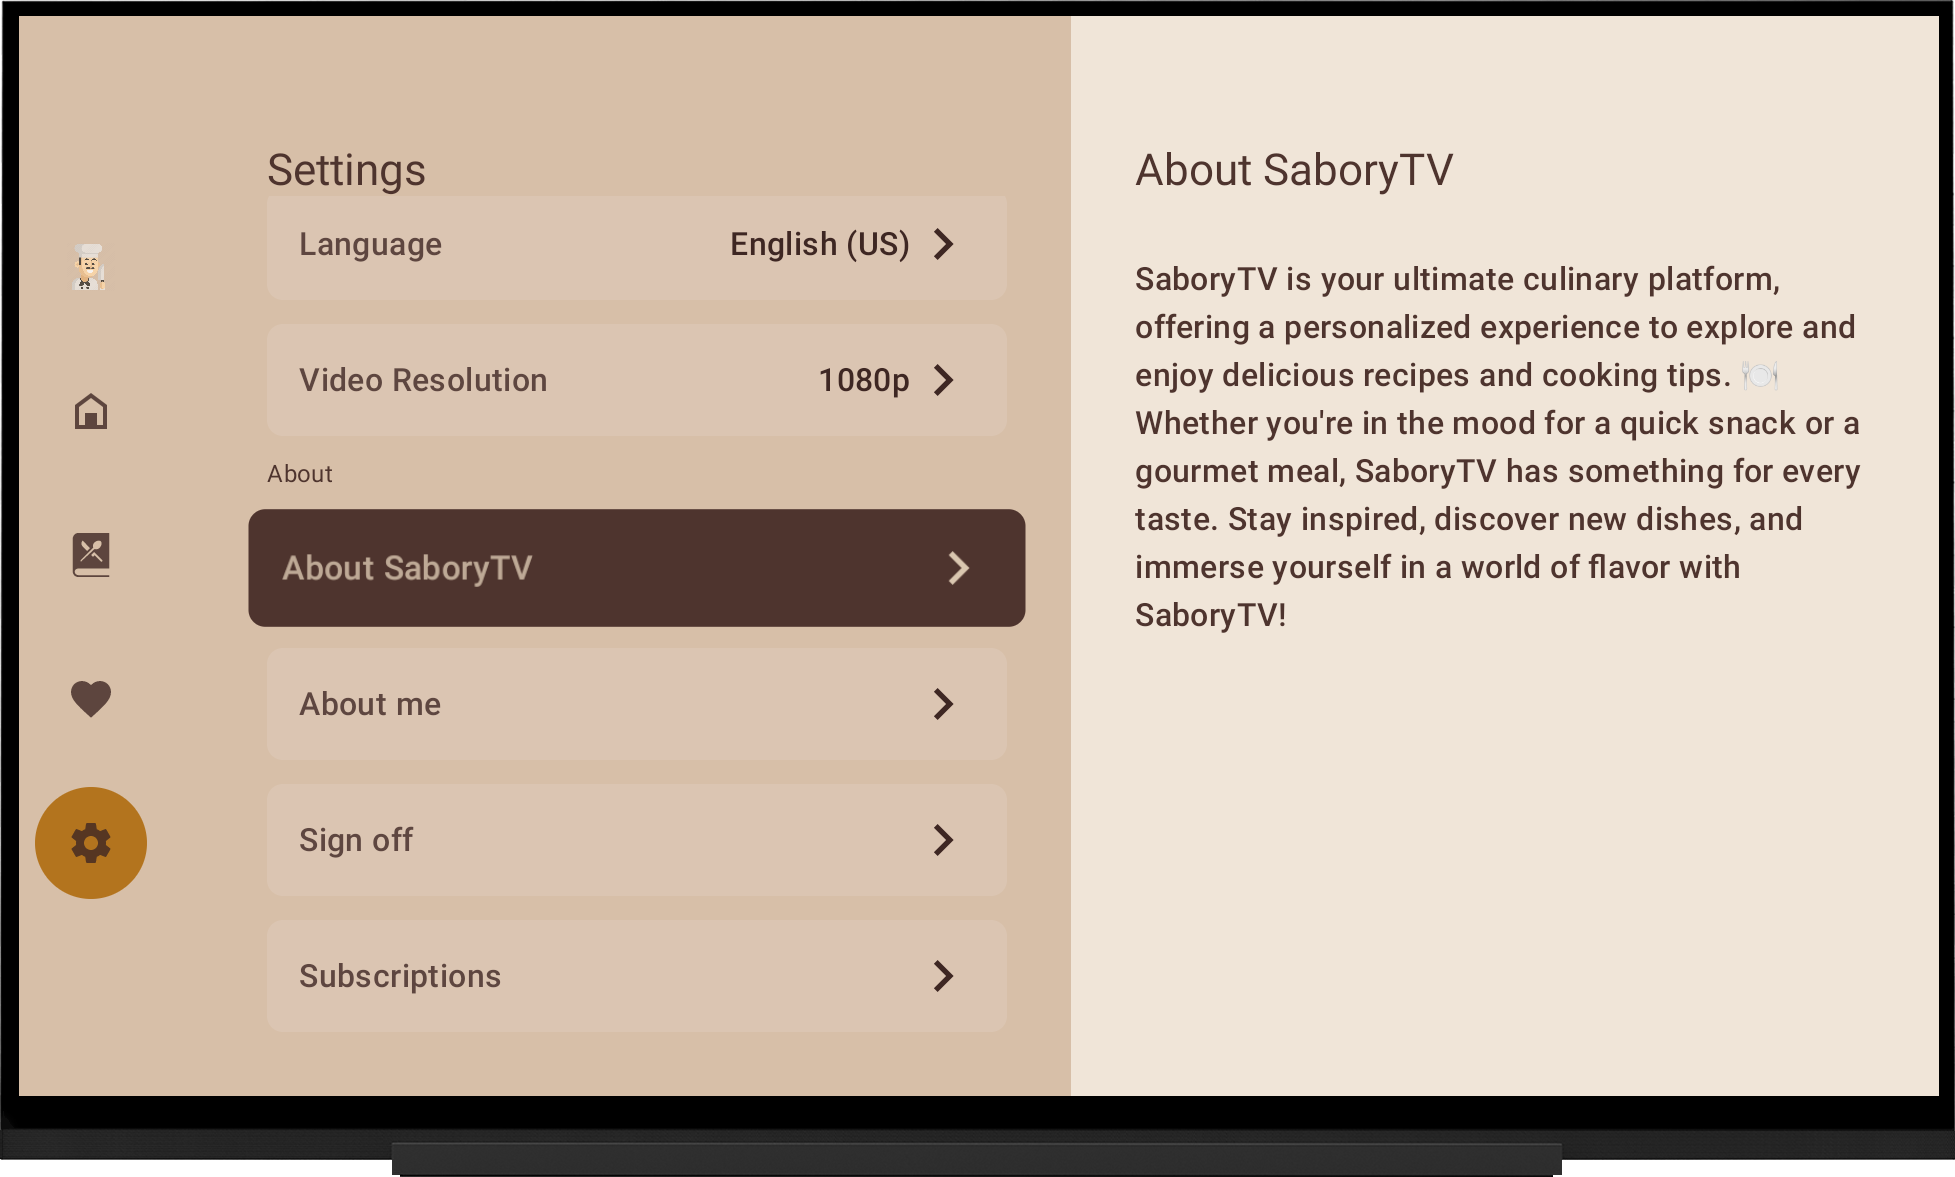 Settings
Language English (US)
Video Resolution 1080p
About
About SaboryTV
About me
Sign off
Subscriptions
About SaboryTV
SaboryTV is your ultimate culinary platform,
offering a personalized experience to explore and
enjoy delicious recipes and cooking tips. 🍽️
Whether you're in the mood for a quick snack or a
gourmet meal, SaboryTV has something for every
taste. Stay inspired, discover new dishes, and
immerse yourself in a world of flavor with
SaboryTV!